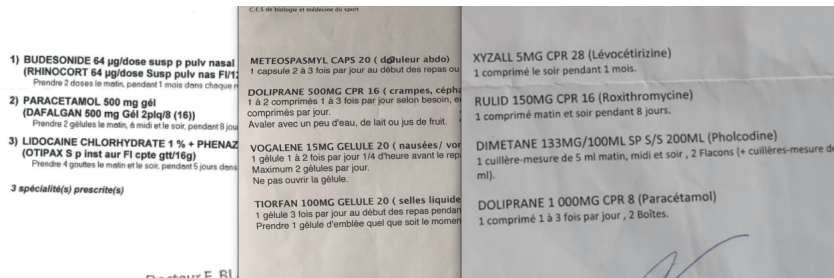 1) BUDESONIDE 64 µg/dose susp p pulv nasal
(RHINOCORT 64 µg/dose Susp pulv nas Fl/12
Prendre 2 doses le matin, pendant 1 mois dans chaque
2) PARACETAMOL 500 mg gél
(DAFALGAN 500 mg Gél 2plq/8 (16))
Prendre 2 gélules le matin, à midi et le soir, pendant 8 jou
3) LIDOCAINE CHLORHYDRATE 1 % + PHENAZ
(OTIPAX S p inst aur Fl cpte gtt/16g)
Prendre 4 gouttes le matin et le soir, pendant 5 jours dans
3 spécialité(s) prescrite(s)
C.E.S de biologie et médecine du sport
METEOSPASMYL CAPS 20 ( douleur abdo)
1 capsule 2 à 3 fois par jour au début des repas ou
DOLIPRANE 500MG CPR 16 ( crampes, cépha
1 à 2 comprimés 1 à 3 fois par jour selon besoin, e
comprimés par jour.
Avaler avec un peu d'eau, de lait ou jus de fruit.
VOGALENE 15MG GELULE 20 ( nausées/ vor
1 gélule 1 à 2 fois par jour 1/4 d'heure avant le rep
Maximum 2 gélules par jour.
Ne pas ouvrir la gélule.
TIORFAN 100MG GELULE 20 ( selles liquide
1 gélule 3 fois par jour au début des repas pendan
Prendre 1 gélule d'emblée quel que soit le momen
XYZALL 5MG CPR 28 (Lévocétirizine)
1 comprimé le soir pendant 1 mois.
RULID 150MG CPR 16 (Roxithromycine)
1 comprimé matin et soir pendant 8 jours.
DIMETANE 133MG/100ML SP S/S 200ML (Pholcodine)
1 cuillère-mesure de 5 ml matin, midi et soir , 2 Flacons (+ cuillères-mesure de
ml).
DOLIPRANE 1 000MG CPR 8 (Paracétamol)
1 comprimé 1 à 3 fois par jour , 2 Boîtes.